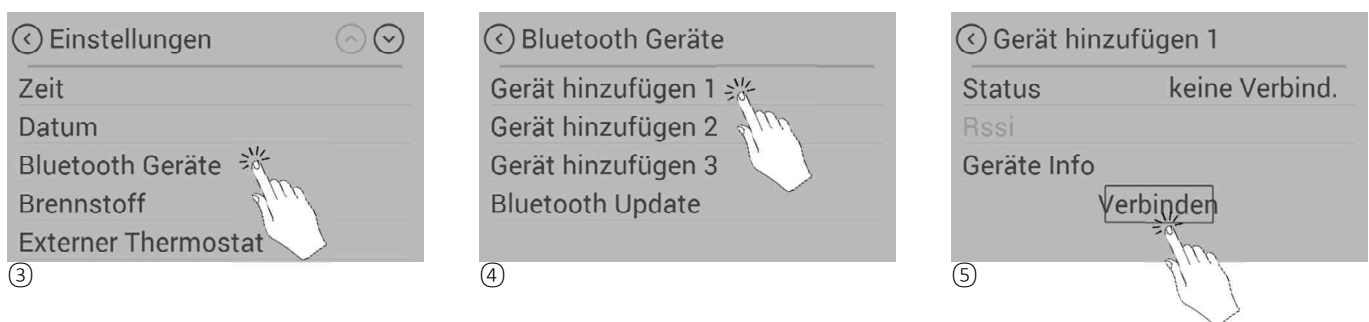 Einstellungen
Zeit
Datum
Bluetooth Geräte
Brennstoff
Externer Thermostat
③
Bluetooth Geräte
Gerät hinzufügen 1
Gerät hinzufügen 2
Gerät hinzufügen 3
Bluetooth Update
④
Gerät hinzufügen 1
Status keine Verbind.
Rssi
Geräte Info
Verbinden
⑤